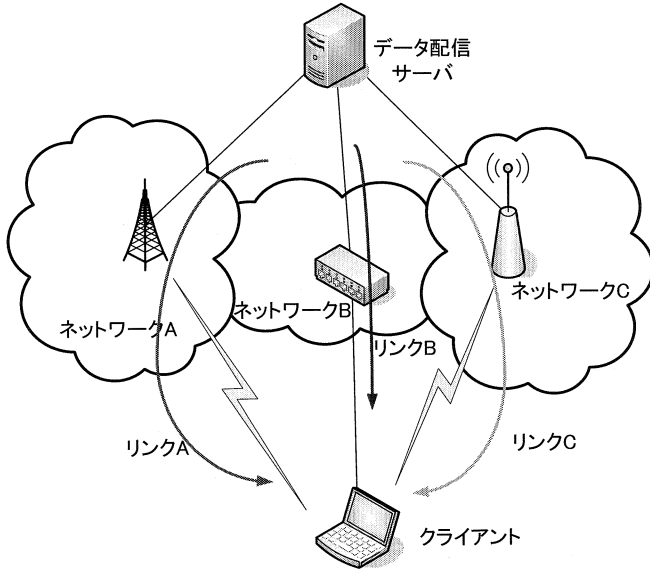 データ配信
サーバ
ネットワークA
ネットワークB
ネットワークC
リンクB
リンクA
リンクC
クライアント